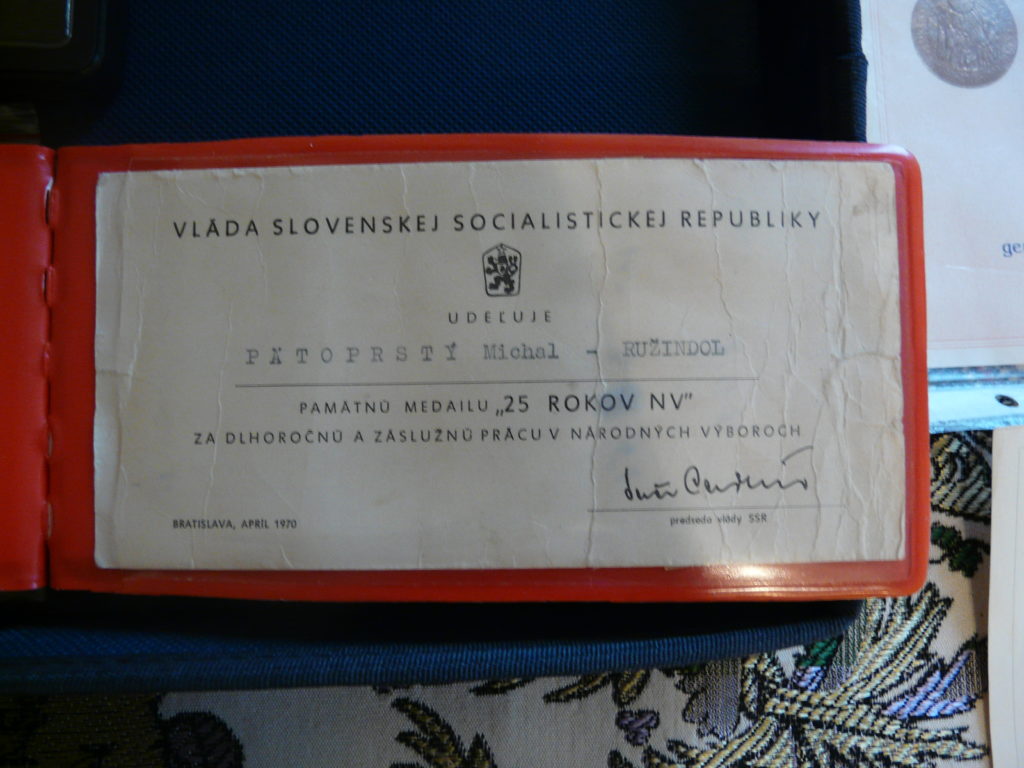 VLÁDA SLOVENSKEJ SOCIALISTICKEJ REPUBLIKY
UDEĽUJE
PÄTOPRSTÝ Michal - RUŽINDOL
PAMÄTNÚ MEDAILU „25 ROKOV NV"
ZA DLHOROČNÚ A ZÁSLUŽNÚ PRÁCU V NÁRODNÝCH VÝBOROCH
BRATISLAVA, APRÍL 1970
predseda vlády SSR